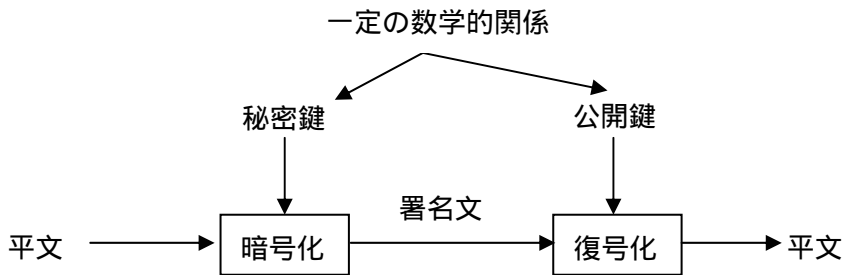 一定の数学的関係
秘密鍵 公開鍵
署名文
平文 暗号化 復号化 平文